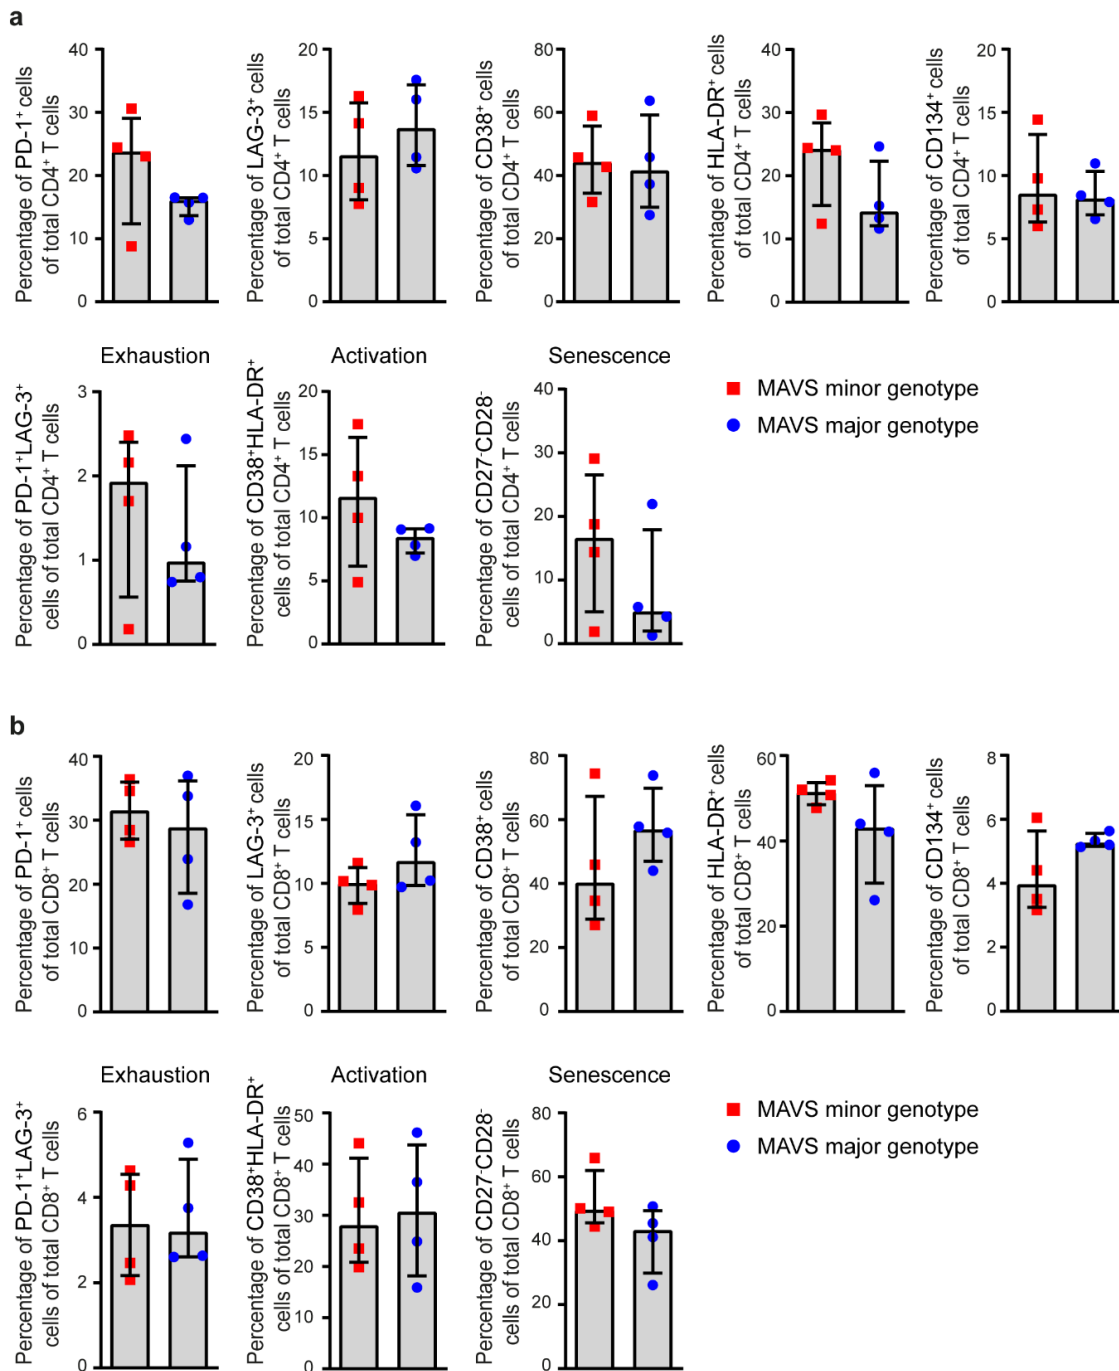 a
Percentage of PD-1⁺ cells
of total CD4⁺ T cells
40
30
20
10
0
Percentage of LAG-3⁺ cells
of total CD4⁺ T cells
20
15
10
5
0
Percentage of CD38⁺ cells
of total CD4⁺ T cells
80
60
40
20
0
Percentage of HLA-DR⁺ cells
of total CD4⁺ T cells
40
30
20
10
0
Percentage of CD134⁺ cells
of total CD4⁺ T cells
20
15
10
5
0
Exhaustion
Percentage of PD-1⁺LAG-3⁺
cells of total CD4⁺ T cells
3
2
1
0
Activation
Percentage of CD38⁺HLA-DR⁺
cells of total CD4⁺ T cells
20
15
10
5
0
Senescence
Percentage of CD27⁻CD28⁻
cells of total CD4⁺ T cells
40
30
20
10
0
MAVS minor genotype
MAVS major genotype
b
Percentage of PD-1⁺ cells
of total CD8⁺ T cells
40
30
20
10
0
Percentage of LAG-3⁺ cells
of total CD8⁺ T cells
20
15
10
5
0
Percentage of CD38⁺ cells
of total CD8⁺ T cells
80
60
40
20
0
Percentage of HLA-DR⁺ cells
of total CD8⁺ T cells
60
40
20
0
Percentage of CD134⁺ cells
of total CD8⁺ T cells
8
6
4
2
0
Exhaustion
Percentage of PD-1⁺LAG-3⁺
cells of total CD8⁺ T cells
6
4
2
0
Activation
Percentage of CD38⁺HLA-DR⁺
cells of total CD8⁺ T cells
50
40
30
20
10
0
Senescence
Percentage of CD27⁻CD28⁻
cells of total CD8⁺ T cells
80
60
40
20
0
MAVS minor genotype
MAVS major genotype